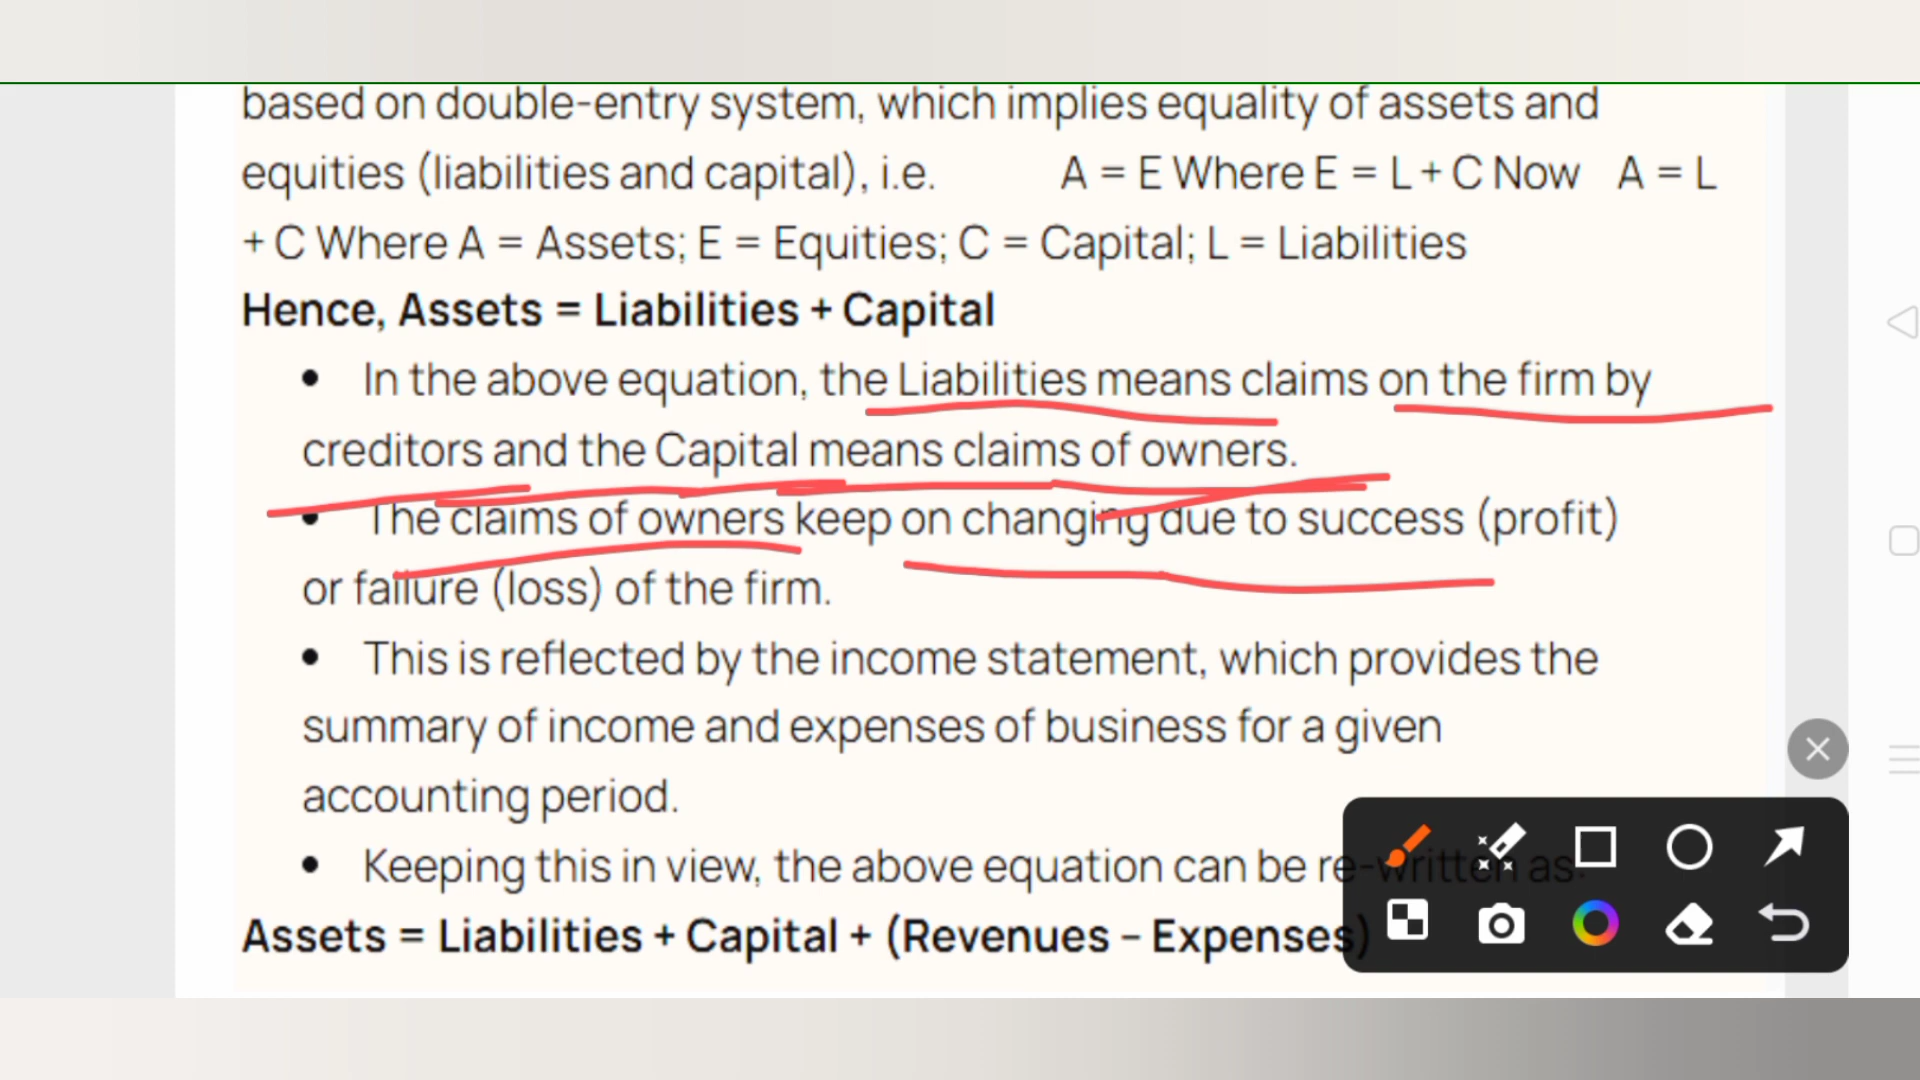 based on double-entry system, which implies equality of assets and
equities (liabilities and capital), i.e. A = E Where E = L + C Now A = L
+ C Where A = Assets; E = Equities; C = Capital; L = Liabilities
Hence, Assets = Liabilities + Capital
• In the above equation, the Liabilities means claims on the firm by
creditors and the Capital means claims of owners.
• The claims of owners keep on changing due to success (profit)
or failure (loss) of the firm.
• This is reflected by the income statement, which provides the
summary of income and expenses of business for a given
accounting period.
• Keeping this in view, the above equation can be re-written as:
Assets = Liabilities + Capital + (Revenues – Expenses)